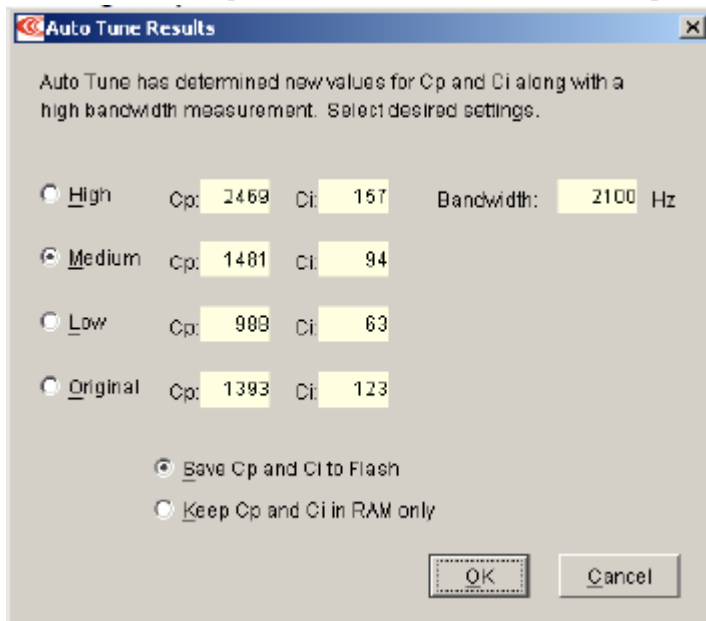 Auto Tune Results
Auto Tune has determined new values for Cp and Ci along with a
high bandwidth measurement. Select desired settings.
High Cp: 2469 Ci: 157 Bandwidth: 2100 Hz
Medium Cp: 1481 Ci: 94
Low Cp: 988 Ci: 63
Original Cp: 1393 Ci: 123
Save Cp and Ci to Flash
Keep Cp and Ci in RAM only
OK Cancel